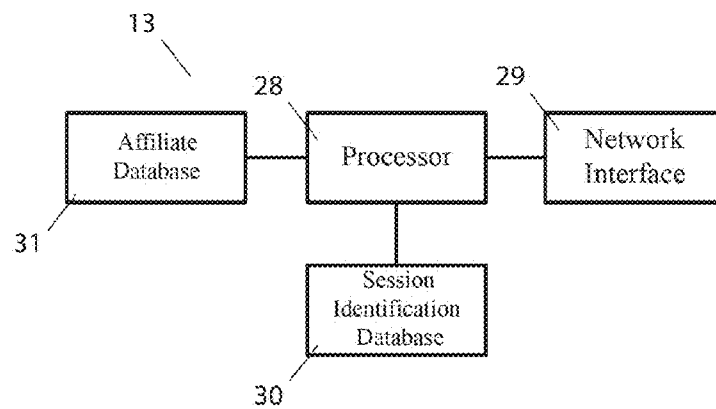 13
28
29
Affiliate
Database
Processor
Network
Interface
31
Session
Identification
Database
30